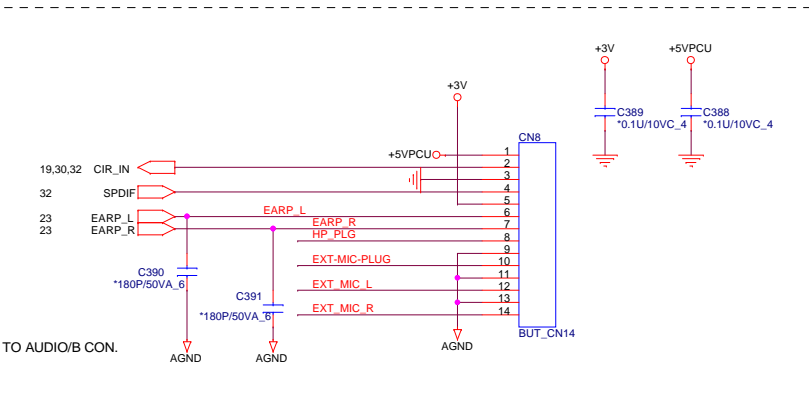 +3V
+5VPCU
+3V
C389
*0.1U/10VC_4
C388
*0.1U/10VC_4
CN8
+5VPCU
1
19,30,32 CIR_IN
2
3
32 SPDIF
4
5
23 EARP_L
EARP_L
6
23 EARP_R
EARP_R
7
HP_PLG
8
9
EXT-MIC-PLUG
10
11
C390
*180P/50VA_6
EXT_MIC_L
12
C391
*180P/50VA_6
13
EXT_MIC_R
14
BUT_CN14
TO AUDIO/B CON.
AGND
AGND
AGND